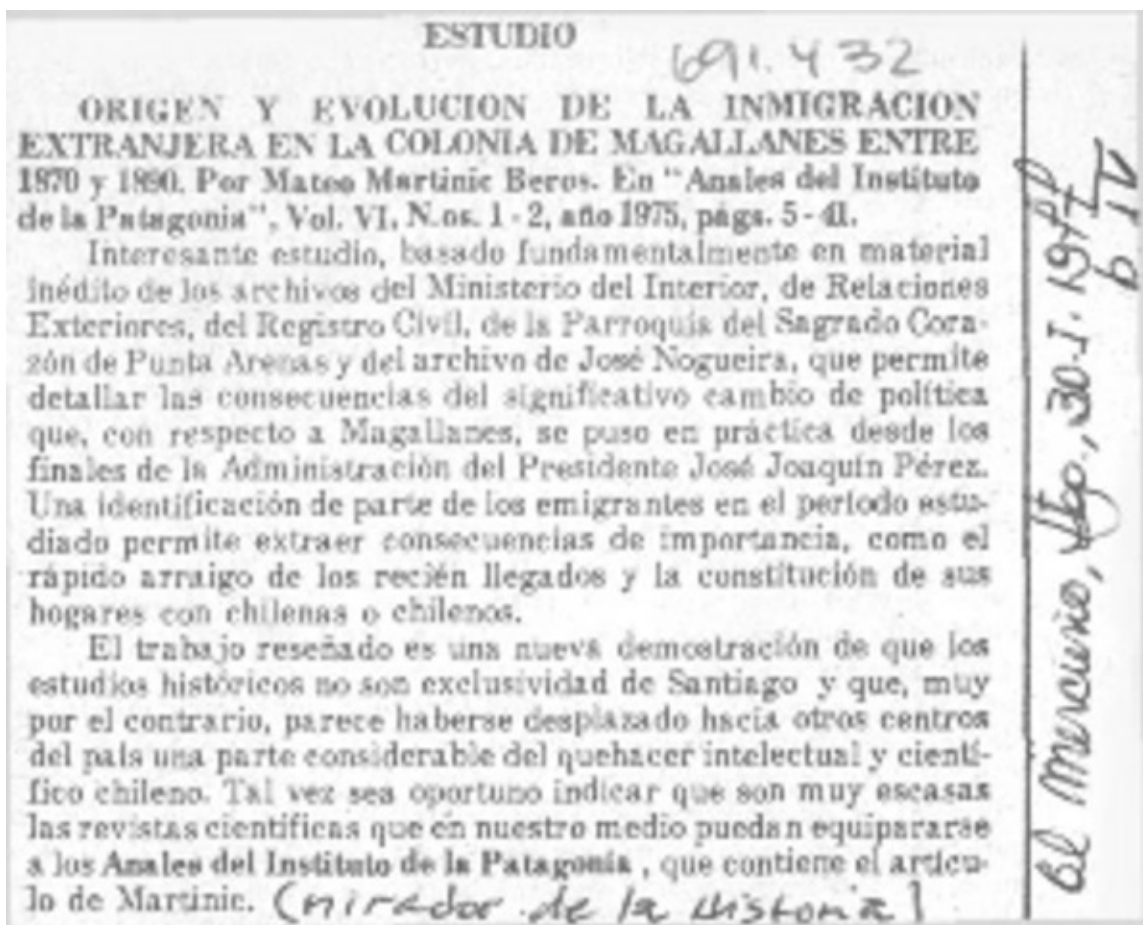 ESTUDIO
691.432
ORIGEN Y EVOLUCION DE LA INMIGRACION
EXTRANJERA EN LA COLONIA DE MAGALLANES ENTRE
1870 y 1890. Por Mateo Martinic Beros. En "Anales del Instituto
de la Patagonia", Vol. VI, N.os. 1 - 2, año 1975, págs. 5 - 41.
Interesante estudio, basado fundamentalmente en material
inédito de los archivos del Ministerio del Interior, de Relaciones
Exteriores, del Registro Civil, de la Parroquia del Sagrado Cora-
zón de Punta Arenas y del archivo de José Nogueira, que permite
detallar las consecuencias del significativo cambio de política
que, con respecto a Magallanes, se puso en práctica desde los
finales de la Administración del Presidente José Joaquín Pérez.
Una identificación de parte de los emigrantes en el período estu-
diado permite extraer consecuencias de importancia, como el
rápido arraigo de los recién llegados y la constitución de sus
hogares con chilenas o chilenos.
El trabajo reseñado es una nueva demostración de que los
estudios históricos no son exclusividad de Santiago y que, muy
por el contrario, parece haberse desplazado hacia otros centros
del país una parte considerable del quehacer intelectual y cientí-
fico chileno. Tal vez sea oportuno indicar que son muy escasas
las revistas científicas que en nuestro medio puedan equipararse
a los Anales del Instituto de la Patagonia, que contiene el artícu-
lo de Martinic. (mirador de la Historia)
El Mercurio, Stgo., 30-I-1977
p. IV